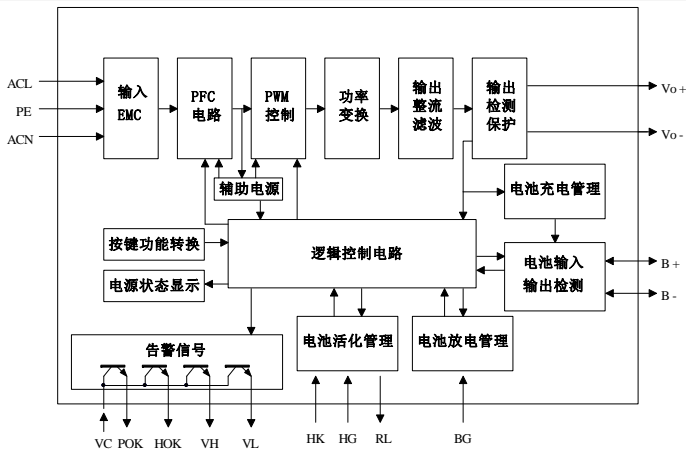 ACL
PE
ACN
输入
EMC
PFC
电路
PWM
控制
功率
变换
输出
整流
滤波
输出
检测
保护
Vo+
Vo-
辅助电源
电池充电管理
按键功能转换
逻辑控制电路
电池输入
输出检测
B+
B-
电源状态显示
告警信号
电池活化管理
电池放电管理
VC
POK
HOK
VH
VL
HK
HG
RL
BG